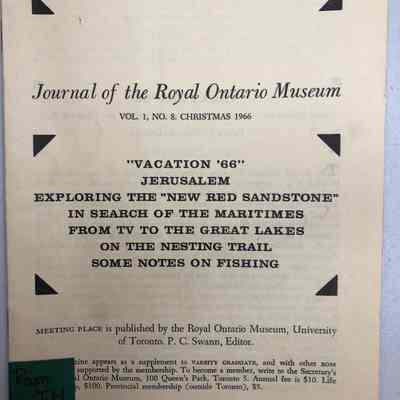 Journal of the Royal Ontario Museum
VOL. 1, NO. 8. CHRISTMAS 1966
"VACATION '66"
JERUSALEM
EXPLORING THE "NEW RED SANDSTONE"
IN SEARCH OF THE MARITIMES
FROM TV TO THE GREAT LAKES
ON THE NESTING TRAIL
SOME NOTES ON FISHING
MEETING PLACE is published by the Royal Ontario Museum, University
of Toronto. P. C. Swann, Editor.
appears as a supplement to VARSITY GRADUATE, and with other ROM
supported by the membership. To become a member, write to the Secretary's
Ontario Museum, 100 Queen's Park, Toronto 5. Annual fee is $10. Life
$100. Provincial membership (outside Toronto), $5.